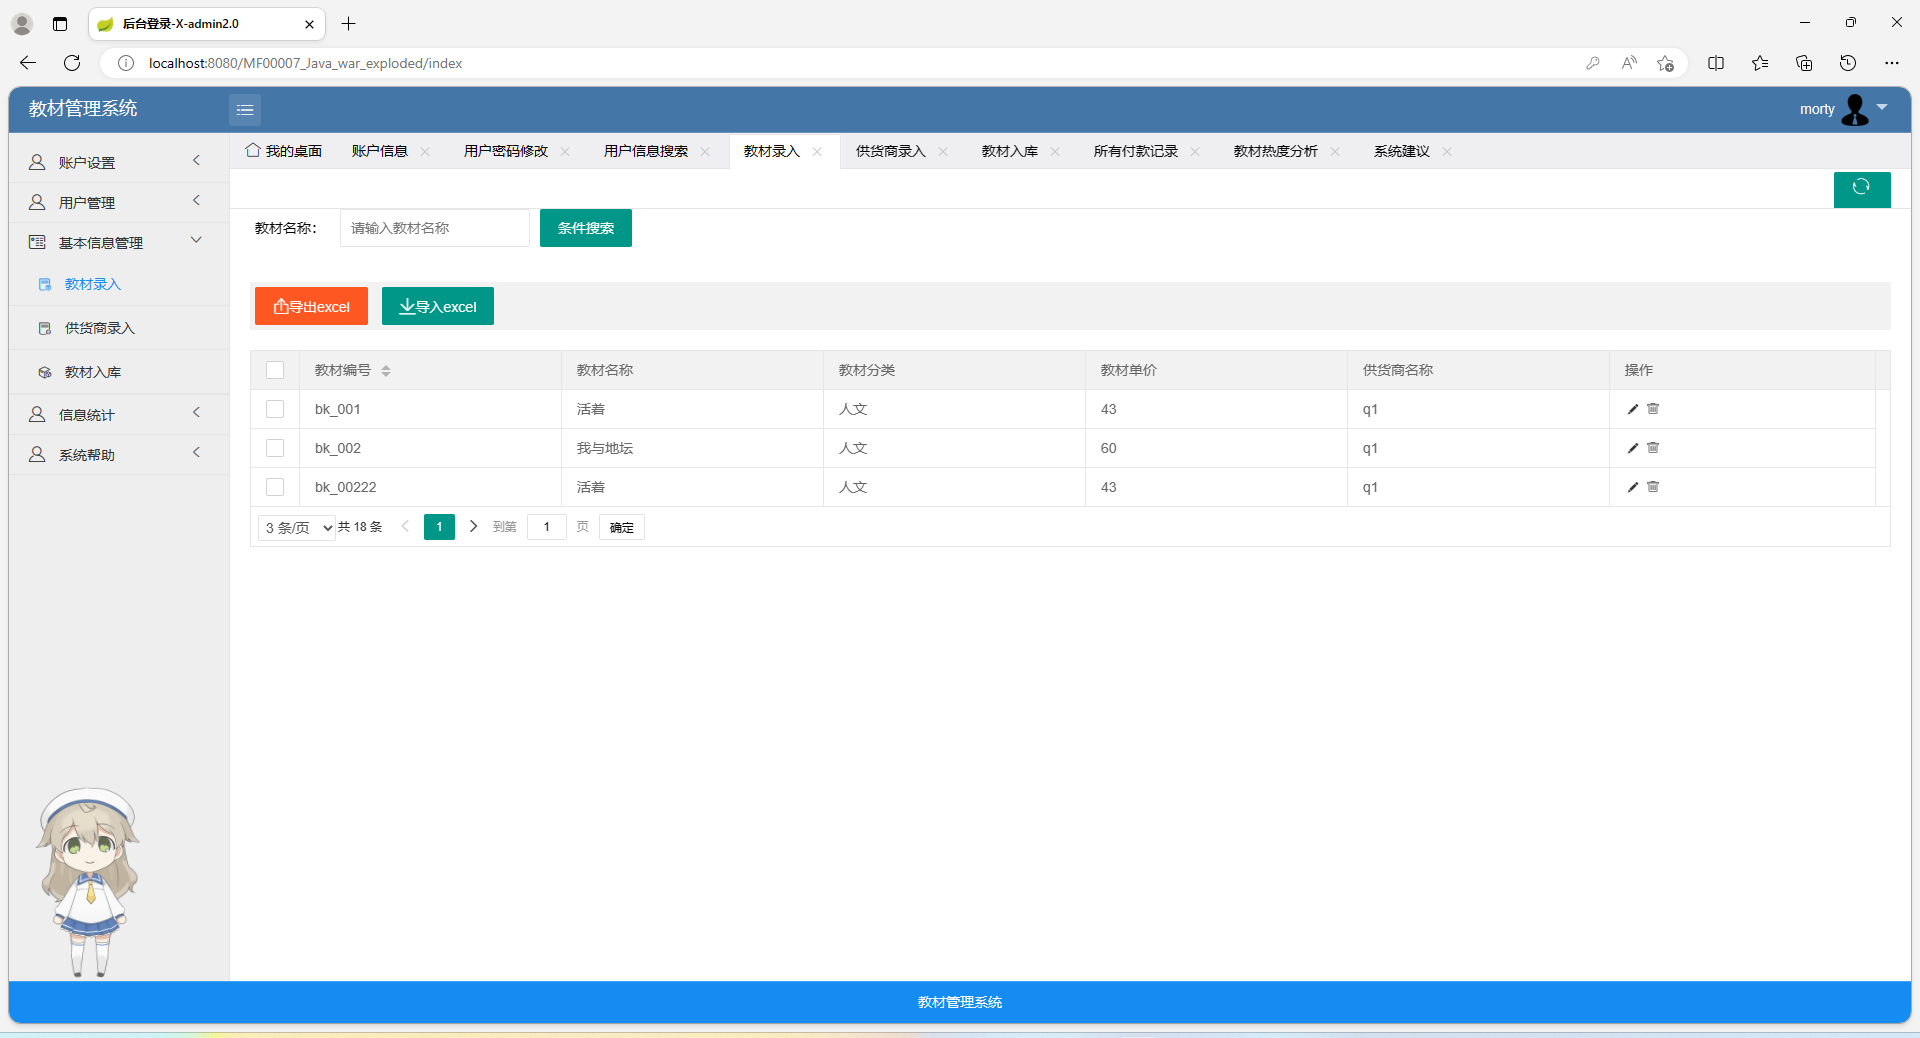 后台登录-X-admin2.0
localhost:8080/MF00007_Java_war_exploded/index
教材管理系统
morty
账户设置
用户管理
基本信息管理
教材录入
供货商录入
教材入库
信息统计
系统帮助
我的桌面 账户信息 用户密码修改 用户信息搜索 教材录入 供货商录入 教材入库 所有付款记录 教材热度分析 系统建议
教材名称： 请输入教材名称 条件搜索
导出excel 导入excel
教材编号 教材名称 教材分类 教材单价 供货商名称 操作
bk_001 活着 人文 43 q1
bk_002 我与地坛 人文 60 q1
bk_00222 活着 人文 43 q1
3 条/页 共 18 条 1 到第 1 页 确定
教材管理系统